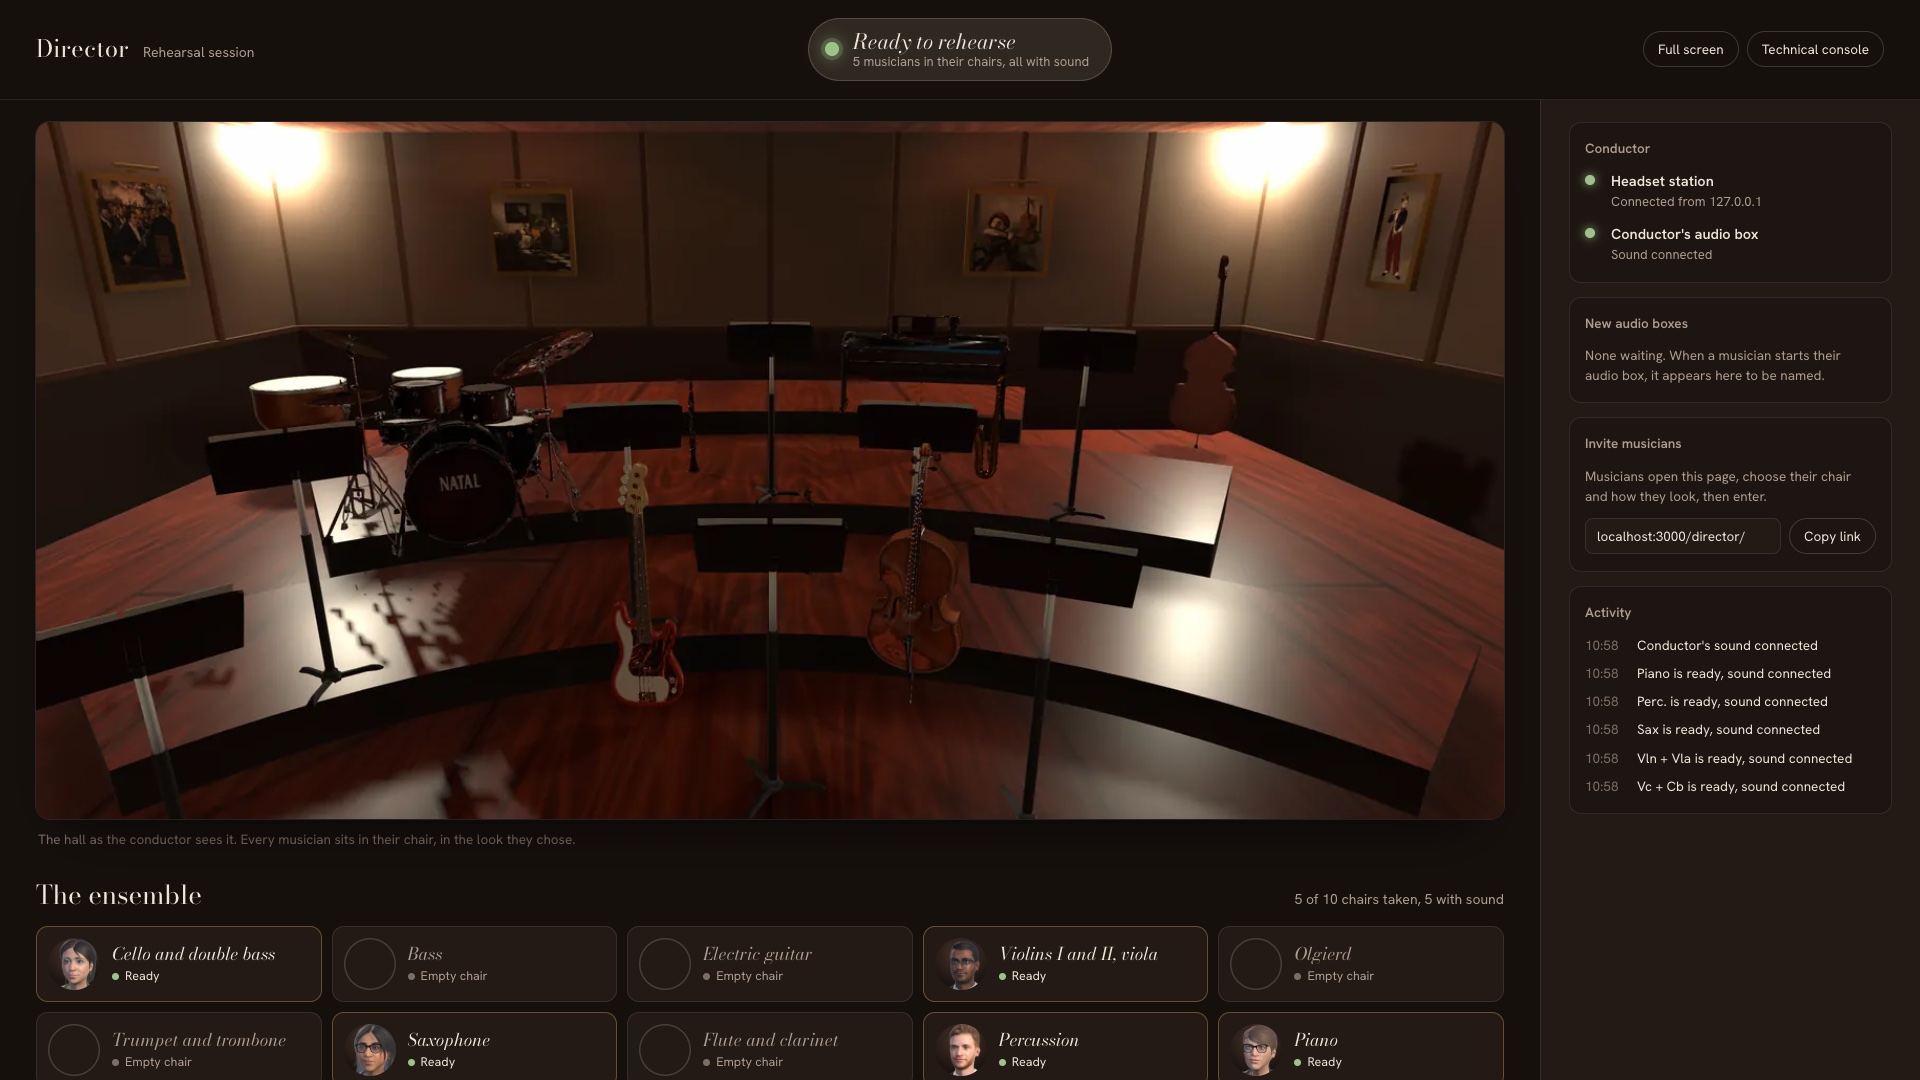 Director
Rehearsal session
Ready to rehearse
5 musicians in their chairs, all with sound
Full screen
Technical console
NATAL
The hall as the conductor sees it. Every musician sits in their chair, in the look they chose.
The ensemble
5 of 10 chairs taken, 5 with sound
Cello and double bass
Ready
Bass
Empty chair
Electric guitar
Empty chair
Violins I and II, viola
Ready
Olgierd
Empty chair
Trumpet and trombone
Empty chair
Saxophone
Ready
Flute and clarinet
Empty chair
Percussion
Ready
Piano
Ready
Conductor
Headset station
Connected from 127.0.0.1
Conductor's audio box
Sound connected
New audio boxes
None waiting. When a musician starts their
audio box, it appears here to be named.
Invite musicians
Musicians open this page, choose their chair
and how they look, then enter.
localhost:3000/director/
Copy link
Activity
10:58 Conductor's sound connected
10:58 Piano is ready, sound connected
10:58 Perc. is ready, sound connected
10:58 Sax is ready, sound connected
10:58 Vln + Vla is ready, sound connected
10:58 Vc + Cb is ready, sound connected